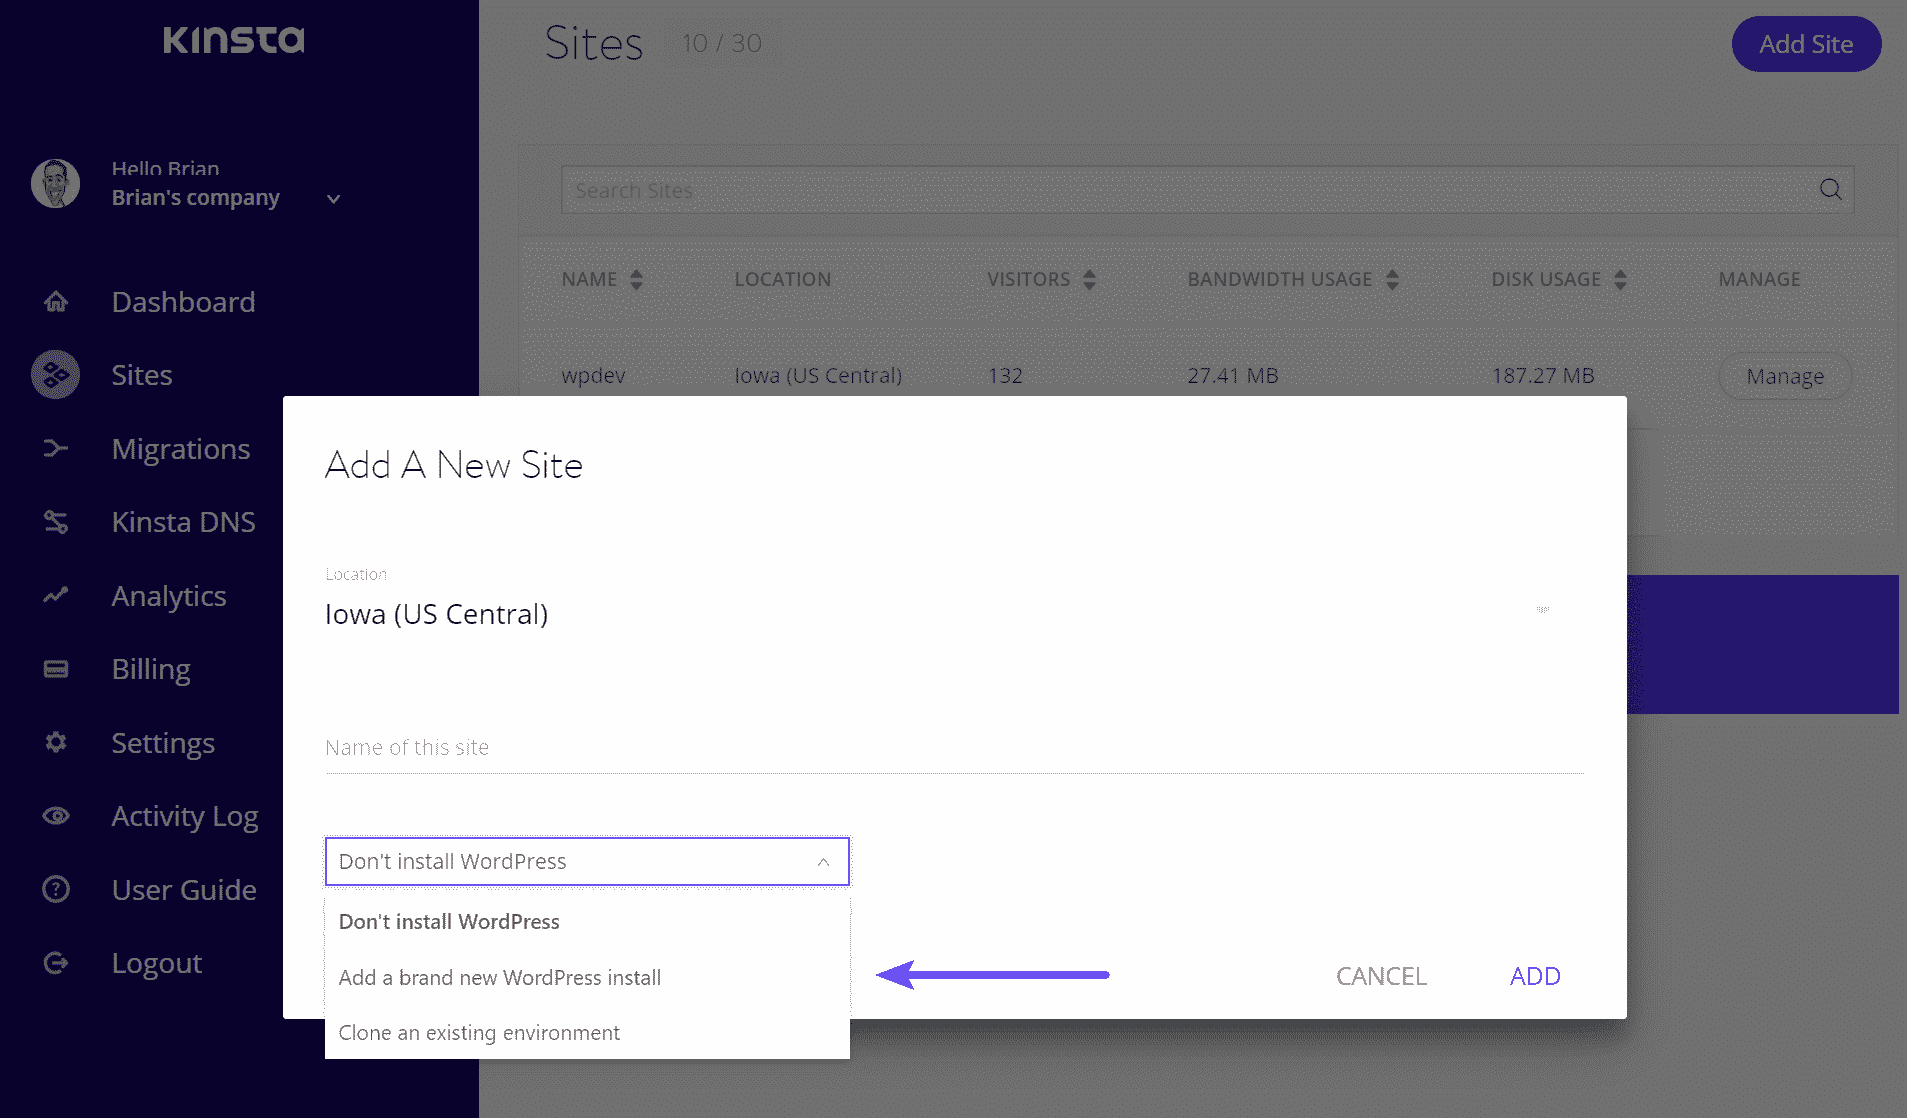 Kinsta
Hello Brian
Brian's company
Dashboard
Sites
Migrations
Kinsta DNS
Analytics
Billing
Settings
Activity Log
User Guide
Logout
Sites 10 / 30
Add Site
Search Sites
NAME LOCATION VISITORS BANDWIDTH USAGE DISK USAGE MANAGE
wpdev Iowa (US Central) 132 27.41 MB 187.27 MB Manage
Add A New Site
Location
Iowa (US Central)
Name of this site
Don't install WordPress
Don't install WordPress
Add a brand new WordPress install
Clone an existing environment
CANCEL ADD